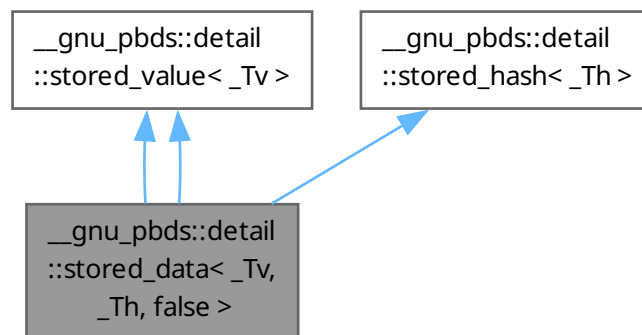 __gnu_pbds::detail
::stored_value< _Tv >
__gnu_pbds::detail
::stored_hash< _Th >
__gnu_pbds::detail
::stored_data< _Tv,
_Th, false >